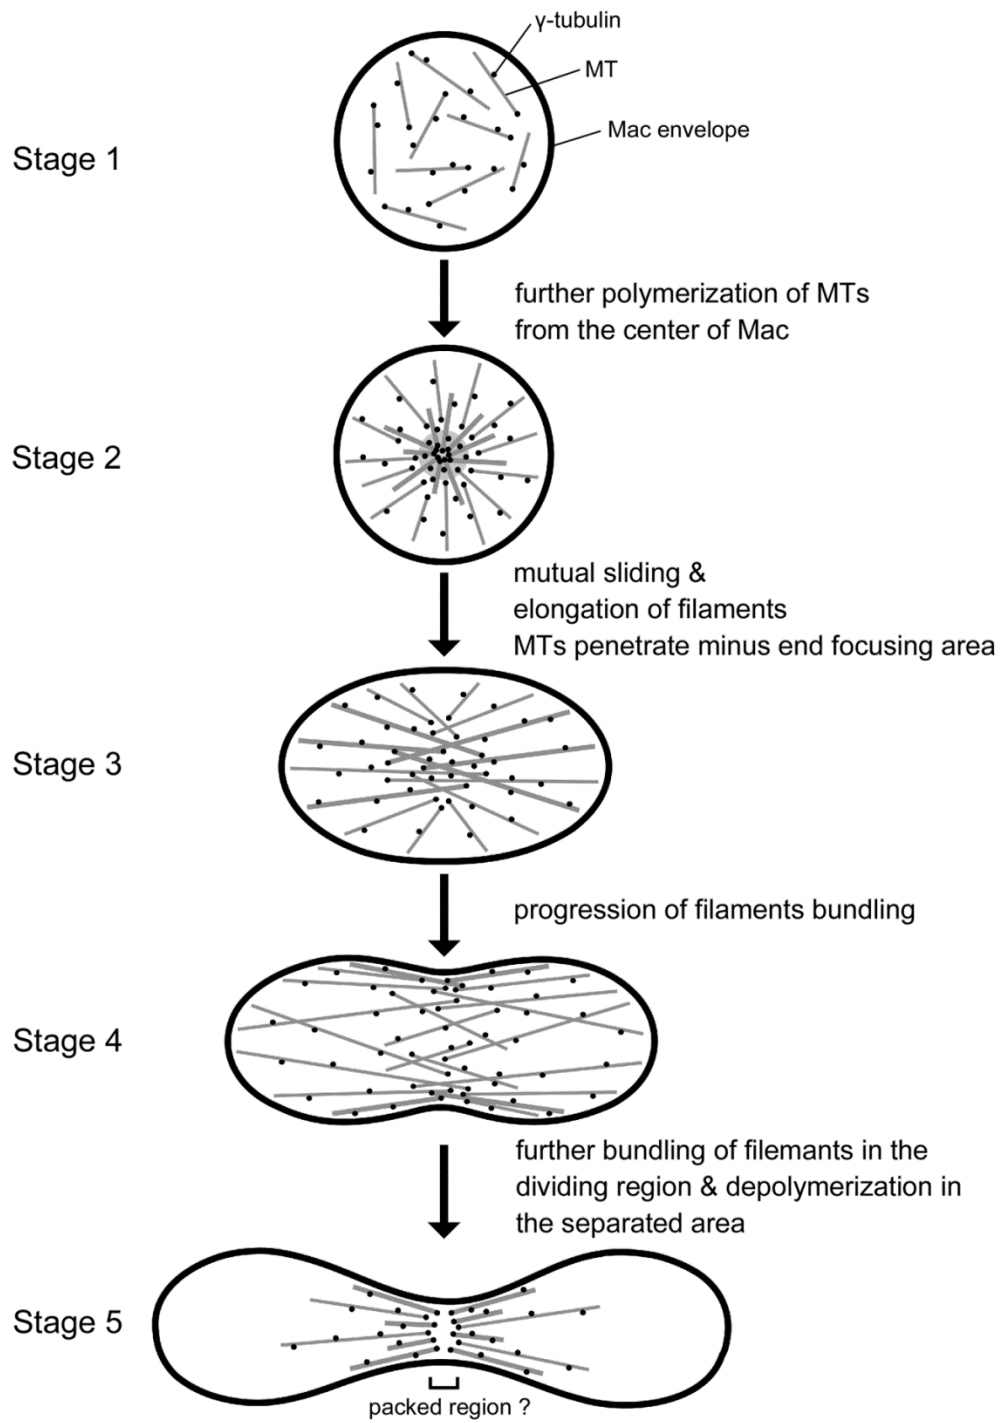 γ-tubulin
MT
Mac envelope
Stage 1
further polymerization of MTs
from the center of Mac
Stage 2
mutual sliding &
elongation of filaments
MTs penetrate minus end focusing area
Stage 3
progression of filaments bundling
Stage 4
further bundling of filemants in the
dividing region & depolymerization in
the separated area
Stage 5
packed region ?